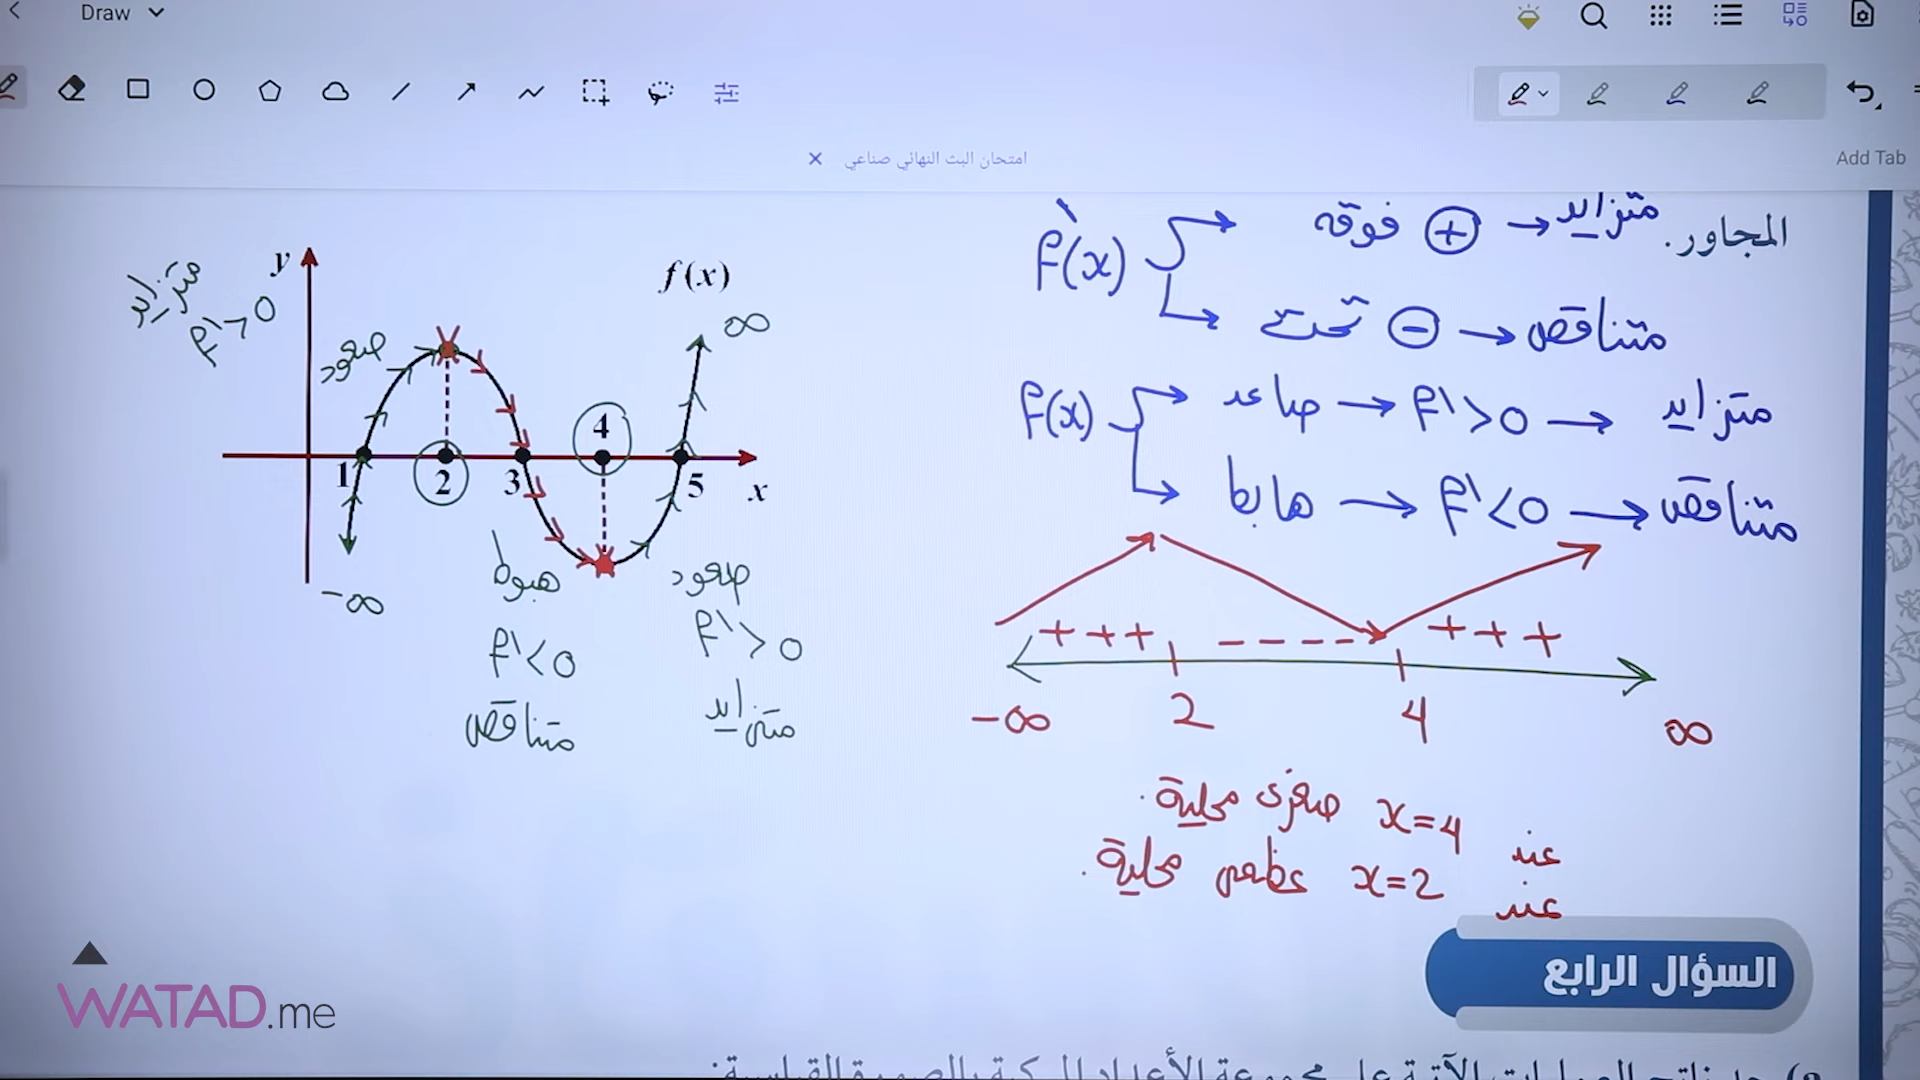 Draw
امتحان البث النهائي صناعي
Add Tab
المجاور.
f'(x)
فوقه + → متزايد
تحت − → متناقص
f(x)
صاعد → f' > 0 → متزايد
هابط → f' < 0 → متناقص
y
f(x)
∞
متزايد
f' > 0
صعود
1 2 3 4 5
x
-∞
هبوط
f' < 0
متناقص
صعود
f' > 0
متزايد
+ + + − − − − + + +
-∞ 2 4 ∞
عند x=4 صغرى محلية.
عند x=2 عظمى محلية.
السؤال الرابع
WATAD.me